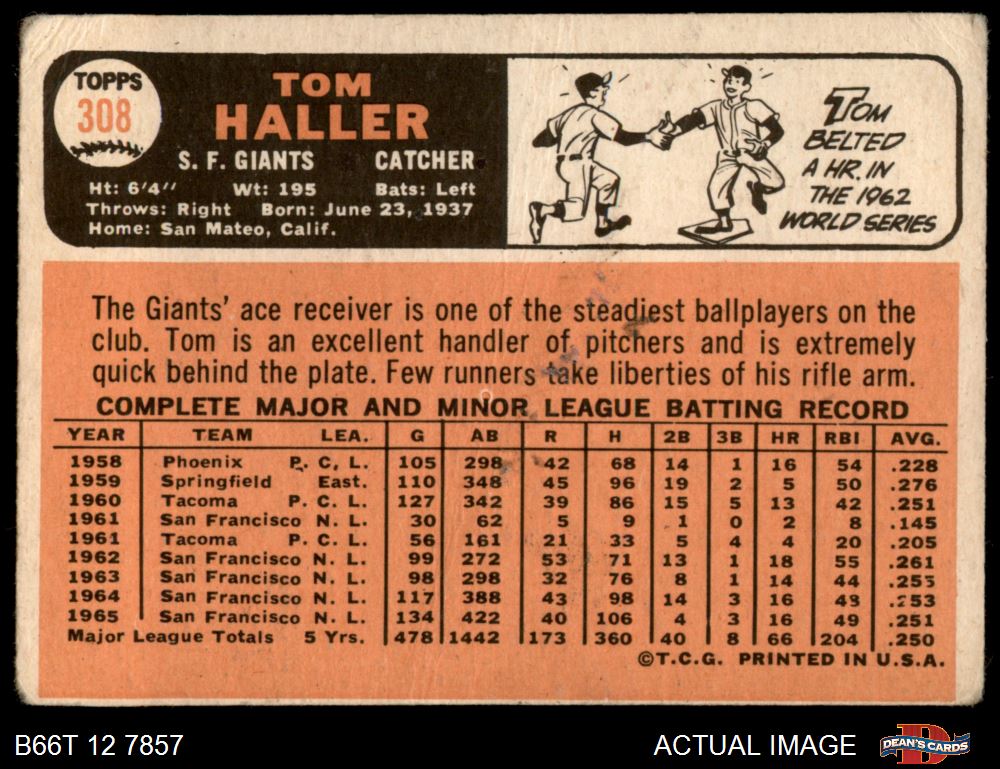 TOPPS
308
TOM
HALLER
S. F. GIANTS CATCHER
Ht: 6'4" Wt: 195 Bats: Left
Throws: Right Born: June 23, 1937
Home: San Mateo, Calif.
TOM
BELTED
A HR. IN
THE 1962
WORLD SERIES
The Giants' ace receiver is one of the steadiest ballplayers on the
club. Tom is an excellent handler of pitchers and is extremely
quick behind the plate. Few runners take liberties of his rifle arm.
COMPLETE MAJOR AND MINOR LEAGUE BATTING RECORD
YEAR TEAM LEA. G AB R H 2B 3B HR RBI AVG.
1958 Phoenix P. C, L. 105 298 42 68 14 1 16 54 .228
1959 Springfield East. 110 348 45 96 19 2 5 50 .276
1960 Tacoma P. C. L. 127 342 39 86 15 5 13 42 .251
1961 San Francisco N. L. 30 62 5 9 1 0 2 8 .145
1961 Tacoma P. C. L. 56 161 21 33 5 4 4 20 .205
1962 San Francisco N. L. 99 272 53 71 13 1 18 55 .261
1963 San Francisco N. L. 98 298 32 76 8 1 14 44 .255
1964 San Francisco N. L. 117 388 43 98 14 3 16 48 .253
1965 San Francisco N. L. 134 422 40 106 4 3 16 49 .251
Major League Totals 5 Yrs. 478 1442 173 360 40 8 66 204 .250
©T.C.G. PRINTED IN U.S.A.
B66T 12 7857
ACTUAL IMAGE
DEAN'S CARDS